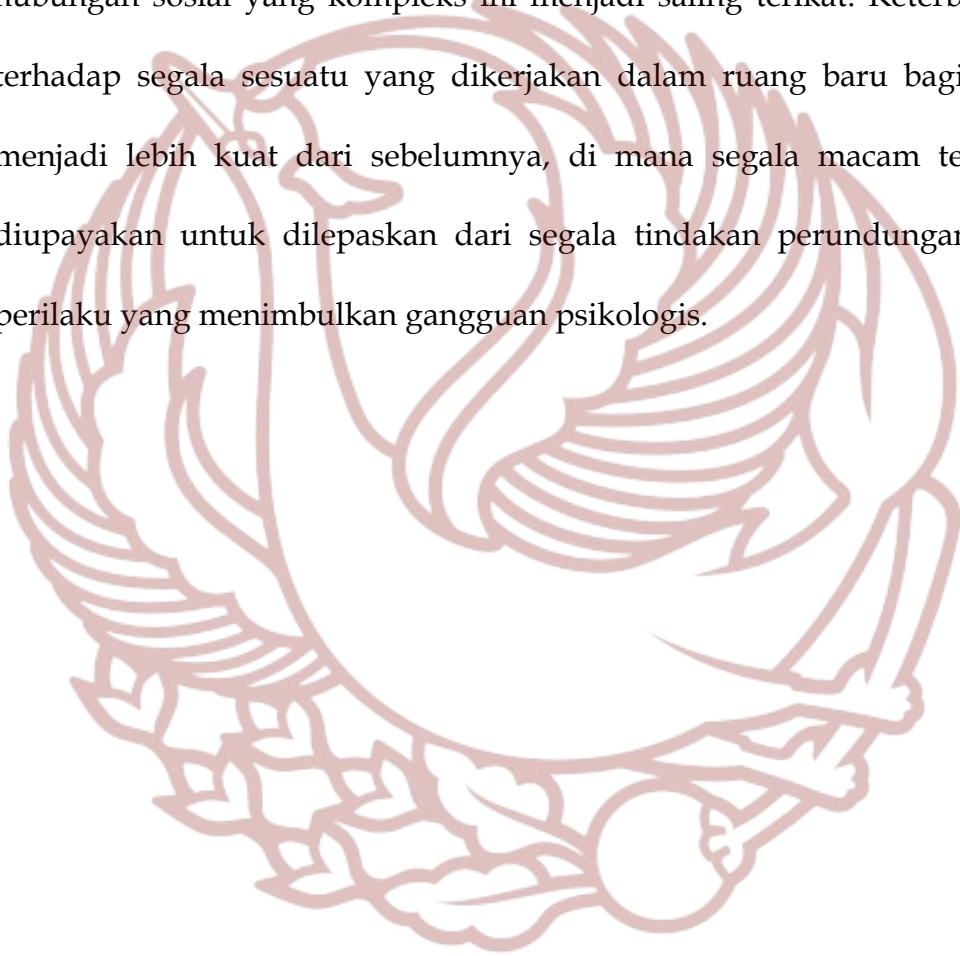 hubungan sosial yang kompleks ini menjadi saling terikat. Keterb
terhadap segala sesuatu yang dikerjakan dalam ruang baru bagi
menjadi lebih kuat dari sebelumnya, di mana segala macam te
diupayakan untuk dilepaskan dari segala tindakan perundungan
perilaku yang menimbulkan gangguan psikologis.